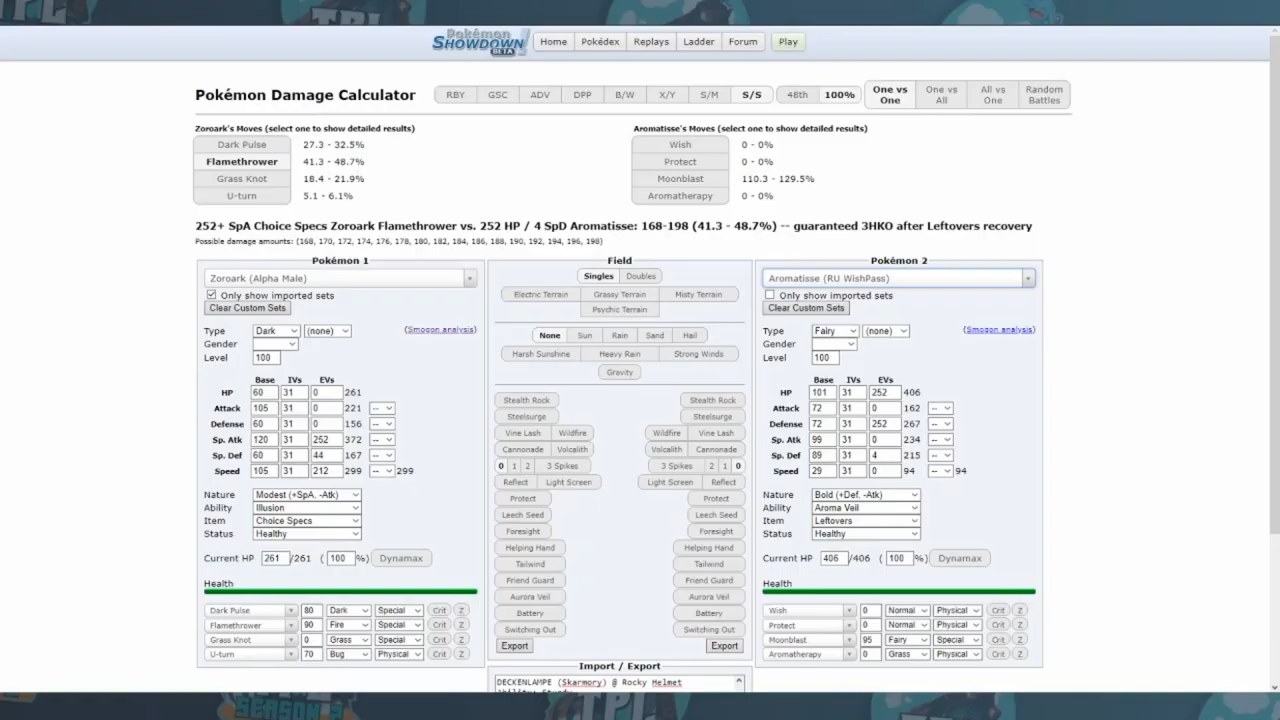 TPL
Pokémon
SHOWDOWN!
BETA
Home Pokédex Replays Ladder Forum Play
Pokémon Damage Calculator
RBY GSC ADV DPP B/W X/Y S/M S/S 48th 100% One vs One One vs All All vs One Random Battles
Zoroark's Moves (select one to show detailed results)
Dark Pulse 27.3 - 32.5%
Flamethrower 41.3 - 48.7%
Grass Knot 18.4 - 21.9%
U-turn 5.1 - 6.1%
Aromatisse's Moves (select one to show detailed results)
Wish 0 - 0%
Protect 0 - 0%
Moonblast 110.3 - 129.5%
Aromatherapy 0 - 0%
252+ SpA Choice Specs Zoroark Flamethrower vs. 252 HP / 4 SpD Aromatisse: 168-198 (41.3 - 48.7%) -- guaranteed 3HKO after Leftovers recovery
Possible damage amounts: (168, 170, 172, 174, 176, 178, 180, 182, 184, 186, 188, 190, 192, 194, 196, 198)
Pokémon 1
Zoroark (Alpha Male)
Only show imported sets
Clear Custom Sets
Type Dark (none) (Smogon analysis)
Gender
Level 100
Base IVs EVs
HP 60 31 0 261
Attack 105 31 0 221 --
Defense 60 31 0 156 --
Sp. Atk 120 31 252 372 --
Sp. Def 60 31 44 167 --
Speed 105 31 212 299 -- 299
Nature Modest (+SpA, -Atk)
Ability Illusion
Item Choice Specs
Status Healthy
Current HP 261 /261 ( 100 %) Dynamax
Health
Dark Pulse 80 Dark Special Crit Z
Flamethrower 90 Fire Special Crit Z
Grass Knot 0 Grass Special Crit Z
U-turn 70 Bug Physical Crit Z
Field
Singles Doubles
Electric Terrain Grassy Terrain Misty Terrain
Psychic Terrain
None Sun Rain Sand Hail
Harsh Sunshine Heavy Rain Strong Winds
Gravity
Stealth Rock Stealth Rock
Steelsurge Steelsurge
Vine Lash Wildfire Wildfire Vine Lash
Cannonade Volcalith Volcalith Cannonade
0 1 2 3 Spikes 3 Spikes 2 1 0
Reflect Light Screen Light Screen Reflect
Protect Protect
Leech Seed Leech Seed
Foresight Foresight
Helping Hand Helping Hand
Tailwind Tailwind
Friend Guard Friend Guard
Aurora Veil Aurora Veil
Battery Battery
Switching Out Switching Out
Export Export
Import / Export
DECKENLAMPE (Skarmory) @ Rocky Helmet
Pokémon 2
Aromatisse (RU WishPass)
Only show imported sets
Clear Custom Sets
Type Fairy (none) (Smogon analysis)
Gender
Level 100
Base IVs EVs
HP 101 31 252 406
Attack 72 31 0 162 --
Defense 72 31 252 267 --
Sp. Atk 99 31 0 234 --
Sp. Def 89 31 4 215 --
Speed 29 31 0 94 -- 94
Nature Bold (+Def, -Atk)
Ability Aroma Veil
Item Leftovers
Status Healthy
Current HP 406 /406 ( 100 %) Dynamax
Health
Wish 0 Normal Physical Crit Z
Protect 0 Normal Physical Crit Z
Moonblast 95 Fairy Special Crit Z
Aromatherapy 0 Grass Physical Crit Z
SEASON
TPL